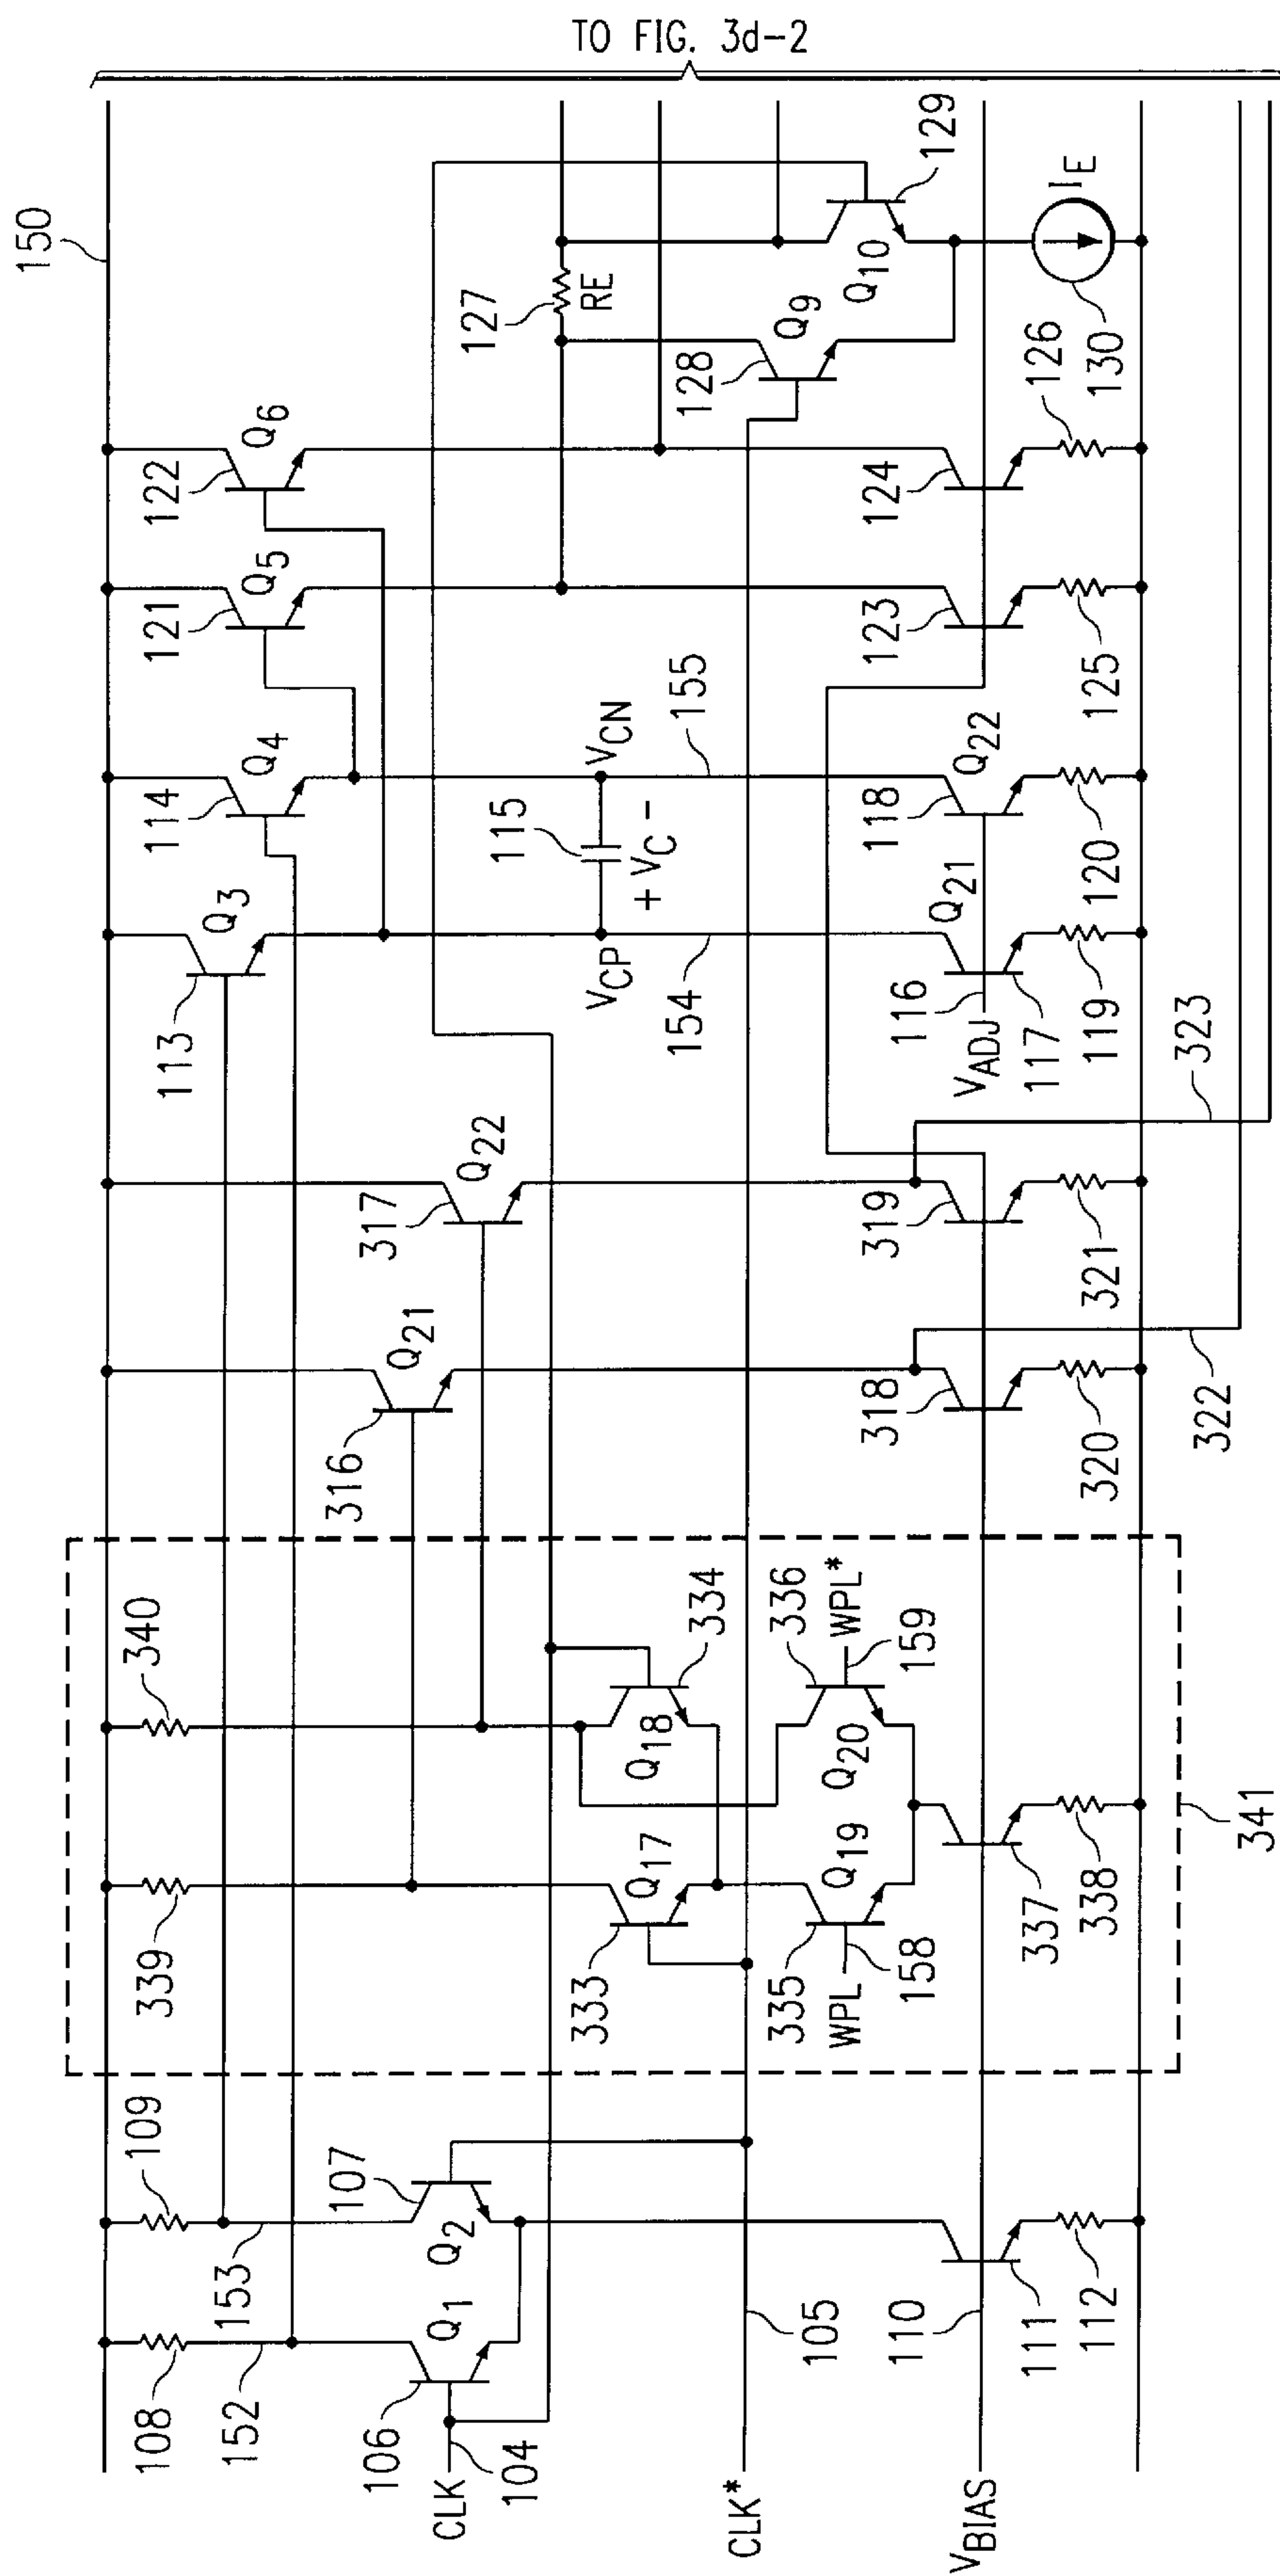 TO FIG. 3d-2
150
108
152
106
Q1
CLK
104
109
153
107
Q2
CLK*
105
VBIAS
110
111
112
339
340
333
Q17
Q18
334
335
WPL
158
Q19
Q20
336
WPL*
159
337
338
341
316
Q21
317
Q22
318
320
322
319
321
323
113
Q3
114
Q4
115
VCP
+ VC -
VCN
154
155
116
VADJ
117
Q21
119
118
Q22
120
121
Q5
122
Q6
123
125
124
126
127
RE
128
Q9
Q10
129
IE
130